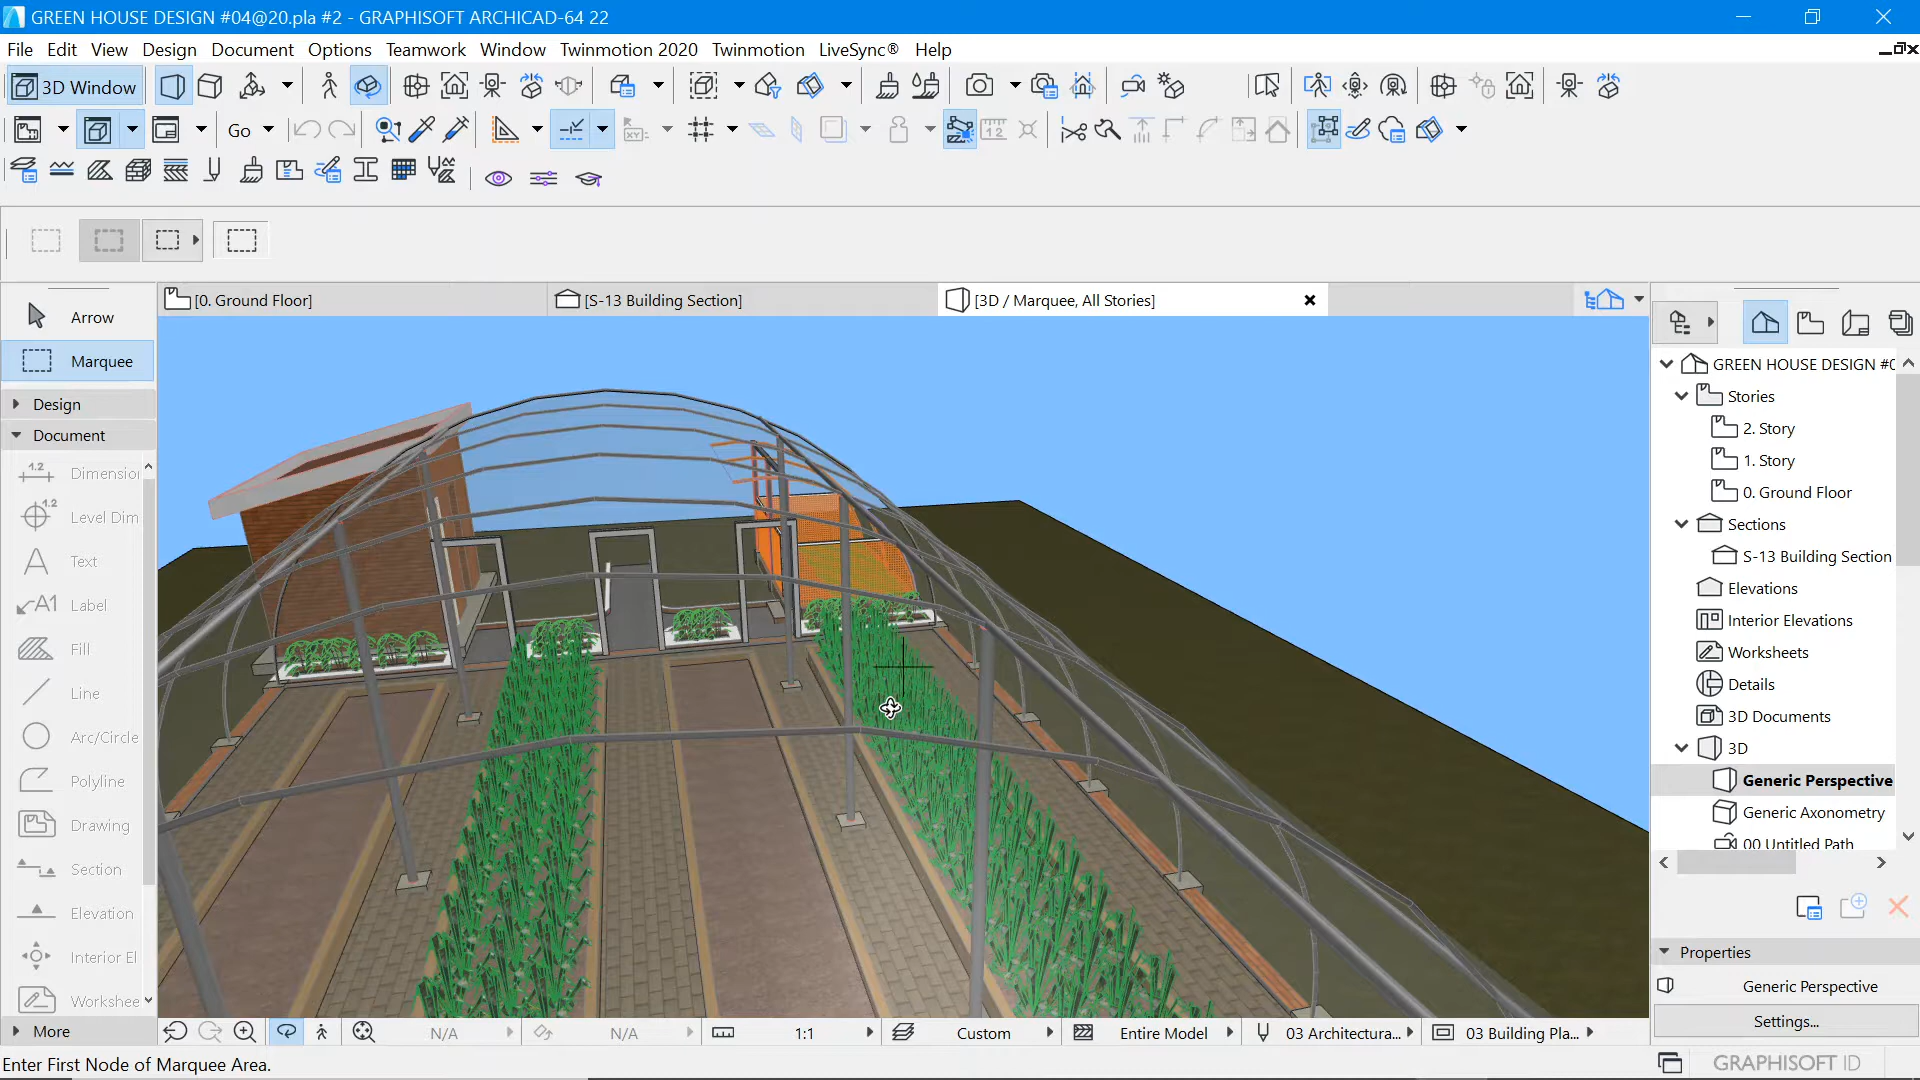 GREEN HOUSE DESIGN #04@20.pla #2 - GRAPHISOFT ARCHICAD-64 22
File Edit View Design Document Options Teamwork Window Twinmotion 2020 Twinmotion LiveSync® Help
3D Window
Go
[0. Ground Floor]
[S-13 Building Section]
[3D / Marquee, All Stories]
Arrow
Marquee
Design
Document
Dimension
Level Dim
Text
Label
Fill
Line
Arc/Circle
Polyline
Drawing
Section
Elevation
Interior El
Workshee
More
GREEN HOUSE DESIGN #0
Stories
2. Story
1. Story
0. Ground Floor
Sections
S-13 Building Section
Elevations
Interior Elevations
Worksheets
Details
3D Documents
3D
Generic Perspective
Generic Axonometry
00 Untitled Path
Properties
Generic Perspective
Settings...
N/A N/A 1:1 Custom Entire Model 03 Architectura... 03 Building Pla...
Enter First Node of Marquee Area.
GRAPHISOFT ID